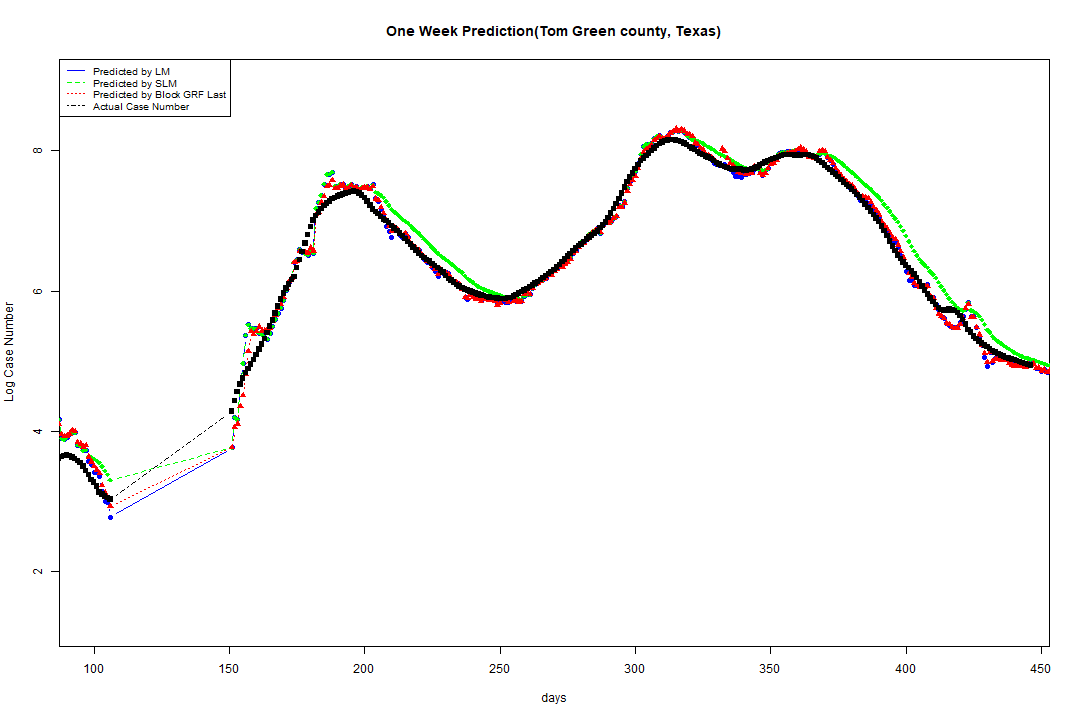 One Week Prediction(Tom Green county, Texas)
Predicted by LM
Predicted by SLM
Predicted by Block GRF Last
Actual Case Number
Log Case Number
8
6
4
2
100 150 200 250 300 350 400 450
days